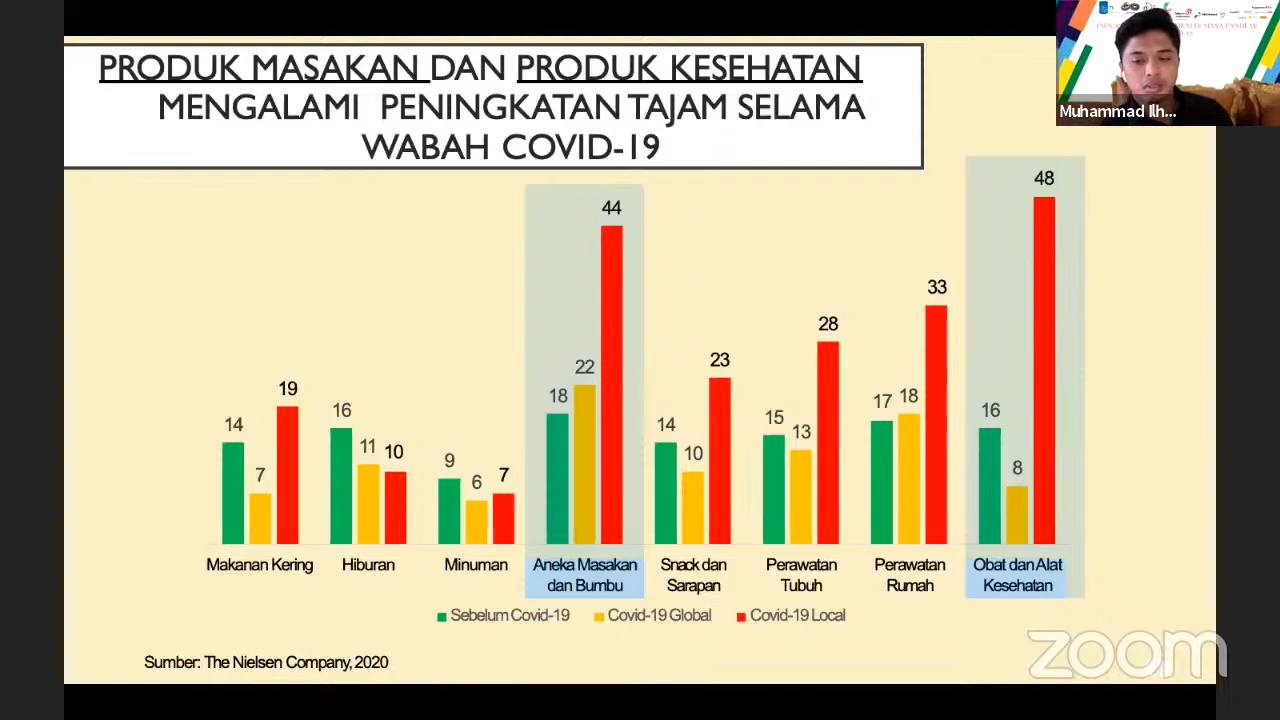 PRODUK MASAKAN DAN PRODUK KESEHATAN
MENGALAMI PENINGKATAN TAJAM SELAMA
WABAH COVID-19
Muhammad Ilh...
14 7 19
16 11 10
9 6 7
18 22 44
14 10 23
15 13 28
17 18 33
16 8 48
Makanan Kering
Hiburan
Minuman
Aneka Masakan
dan Bumbu
Snack dan
Sarapan
Perawatan
Tubuh
Perawatan
Rumah
Obat dan Alat
Kesehatan
Sebelum Covid-19 Covid-19 Global Covid-19 Local
Sumber: The Nielsen Company, 2020
zoom